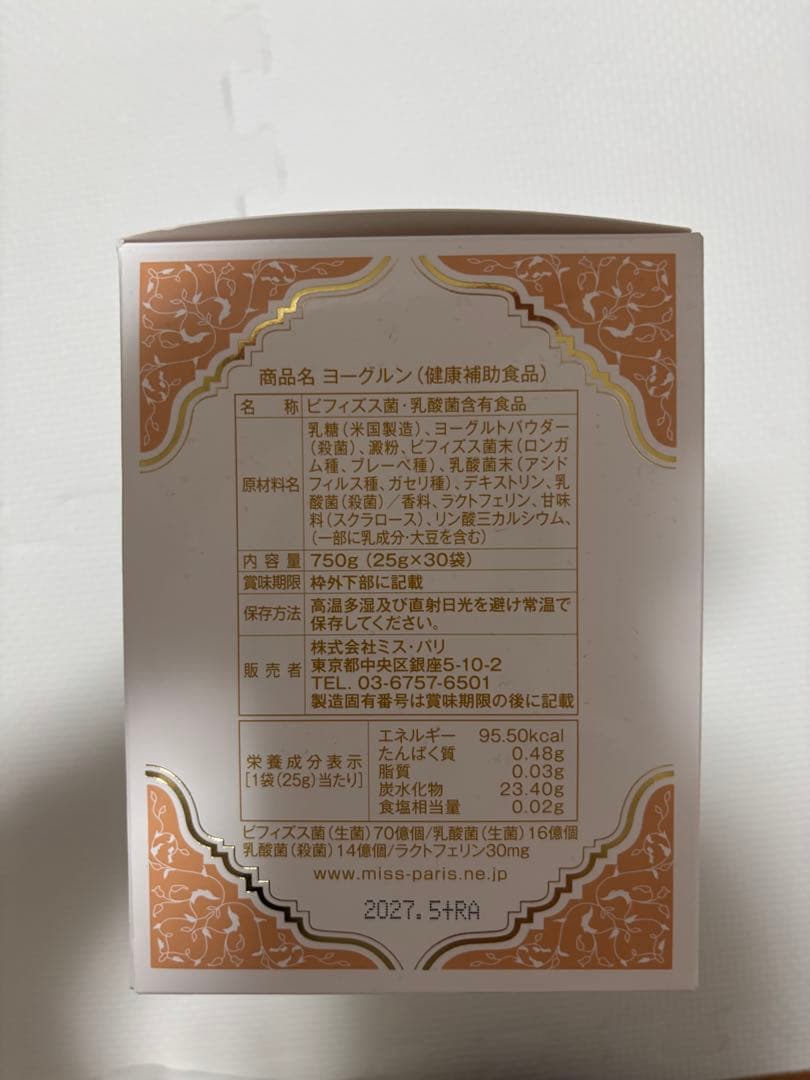 商品名 ヨーグルン(健康補助食品)
名称 ビフィズス菌・乳酸菌含有食品
原材料名 乳糖(米国製造)、ヨーグルトパウダー
(殺菌)、澱粉、ビフィズス菌末(ロンガ
ム種、ブレーベ種)、乳酸菌末(アシド
フィルス種、ガセリ種)、デキストリン、乳
酸菌(殺菌)/香料、ラクトフェリン、甘味
料(スクラロース)、リン酸三カルシウム、
(一部に乳成分・大豆を含む)
内容量 750g(25g×30袋)
賞味期限 枠外下部に記載
保存方法 高温多湿及び直射日光を避け常温で
保存してください。
販売者 株式会社ミス・パリ
東京都中央区銀座5-10-2
TEL. 03-6757-6501
製造固有番号は賞味期限の後に記載
栄養成分表示
[1袋(25g)当たり]
エネルギー 95.50kcal
たんぱく質 0.48g
脂質 0.03g
炭水化物 23.40g
食塩相当量 0.02g
ビフィズス菌(生菌)70億個/乳酸菌(生菌)16億個
乳酸菌(殺菌)14億個/ラクトフェリン30mg
www.miss-paris.ne.jp
2027.5+RA